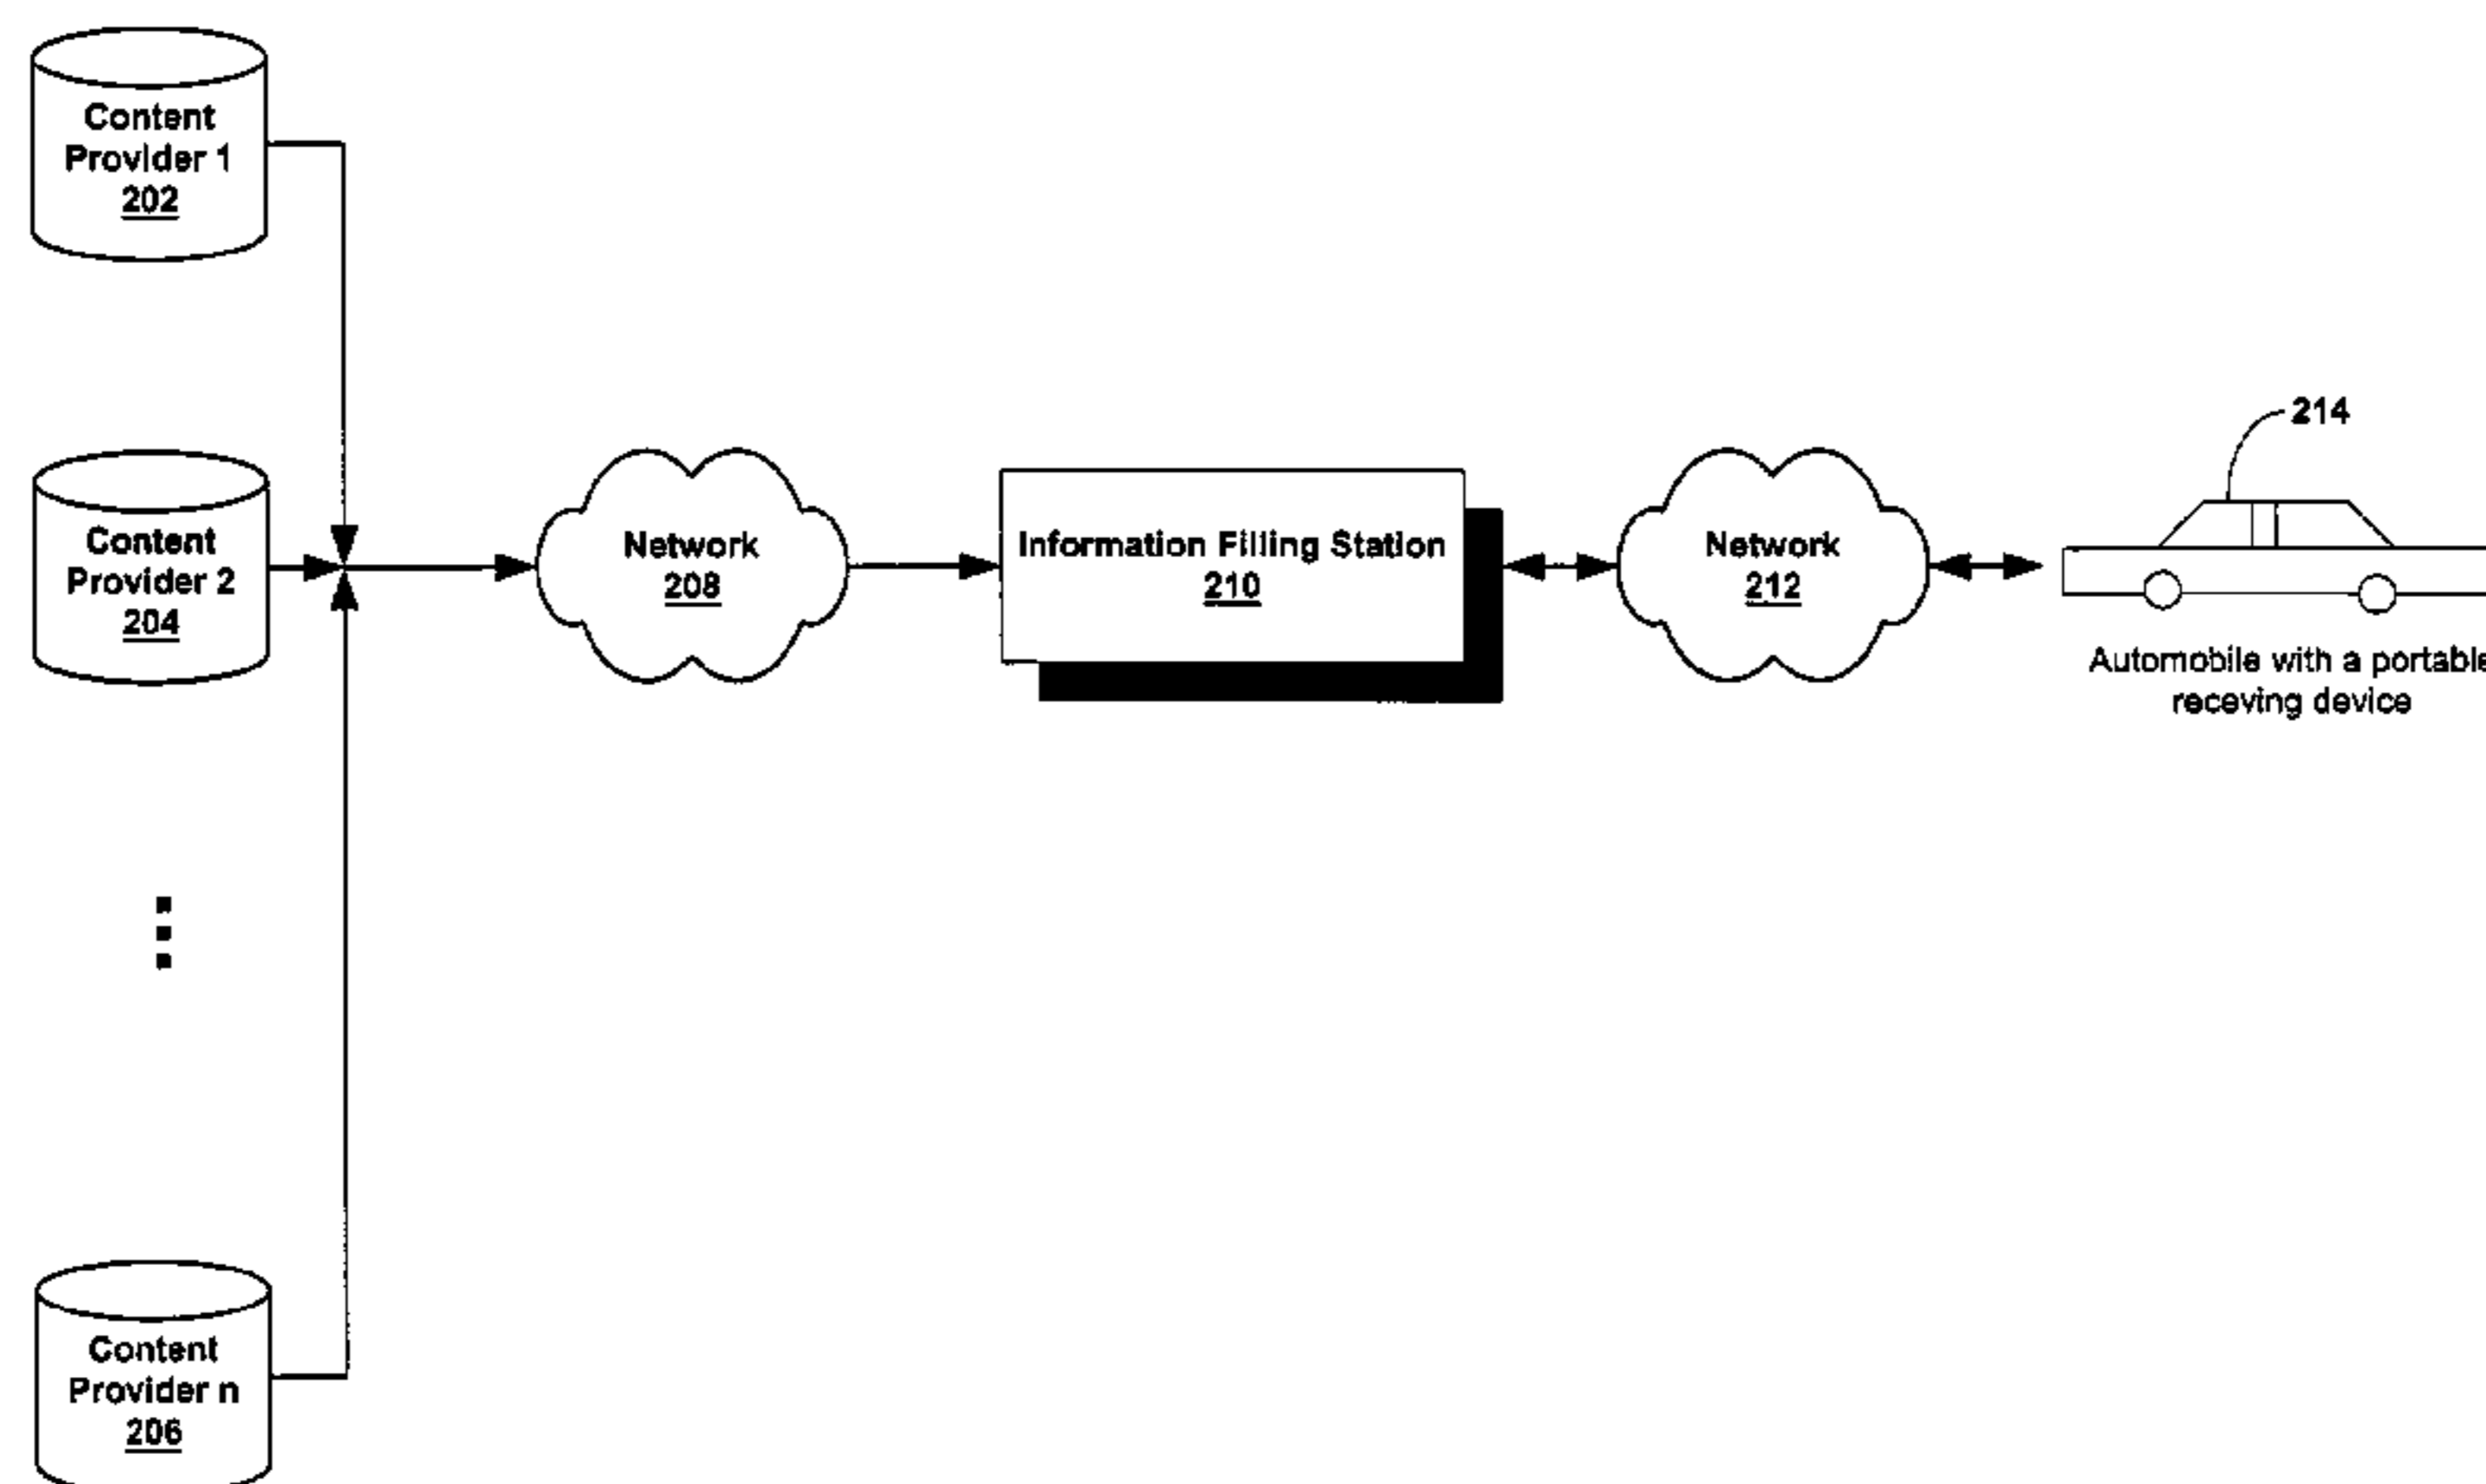 Content
Provider 1
202
Content
Provider 2
204
Content
Provider n
206
Network
208
Information Filling Station
210
Network
212
214
Automobile with a portable
receving device